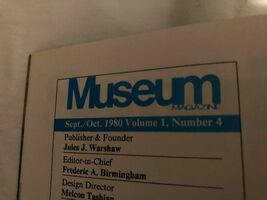 Museum
MAGAZINE
Sept./Oct. 1980 Volume 1, Number 4
Publisher & Founder
Jules J. Warshaw
Editor-in-Chief
Frederic A. Birmingham
Design Director
Melcon Tashian